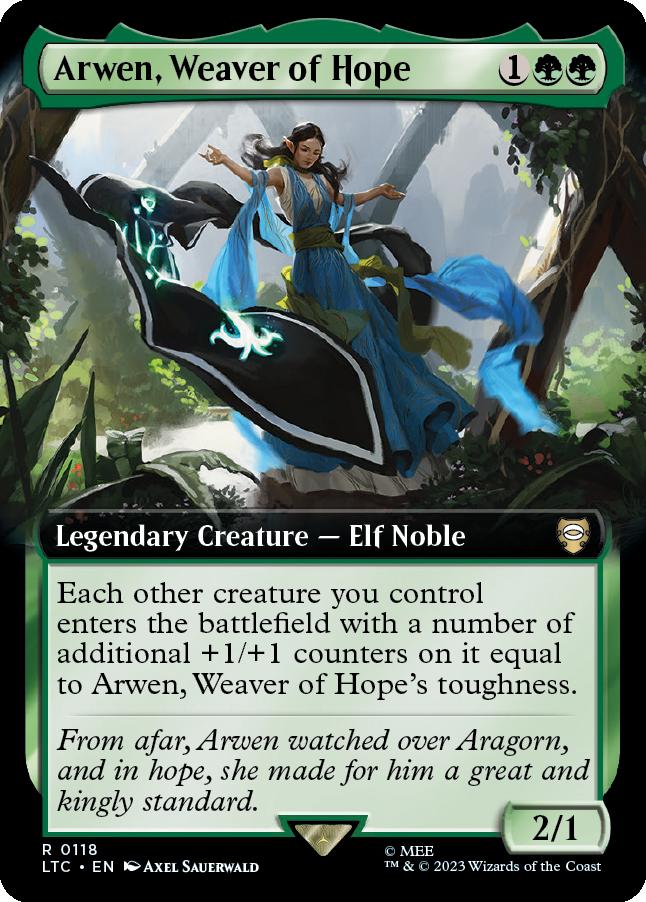 Arwen, Weaver of Hope 1
Legendary Creature — Elf Noble
Each other creature you control
enters the battlefield with a number of
additional +1/+1 counters on it equal
to Arwen, Weaver of Hope's toughness.
From afar, Arwen watched over Aragorn,
and in hope, she made for him a great and
kingly standard.
2/1
R 0118
LTC • EN Axel Sauerwald
© MEE
™ & © 2023 Wizards of the Coast